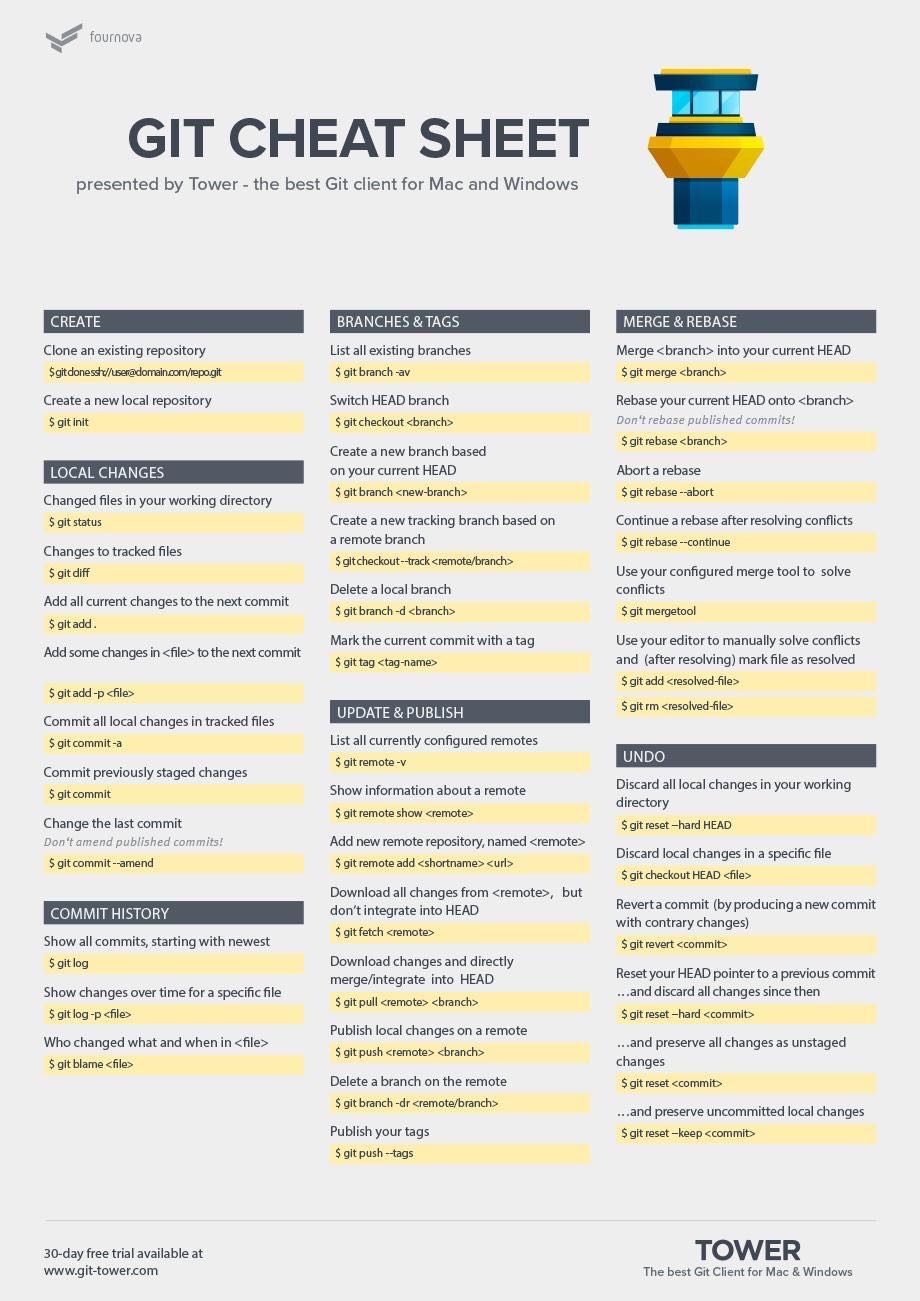 fournova
GIT CHEAT SHEET
presented by Tower - the best Git client for Mac and Windows
CREATE
Clone an existing repository
$ git clone ssh://user@domain.com/repo.git
Create a new local repository
$ git init
LOCAL CHANGES
Changed files in your working directory
$ git status
Changes to tracked files
$ git diff
Add all current changes to the next commit
$ git add .
Add some changes in <file> to the next commit
$ git add -p <file>
Commit all local changes in tracked files
$ git commit -a
Commit previously staged changes
$ git commit
Change the last commit
Don't amend published commits!
$ git commit --amend
COMMIT HISTORY
Show all commits, starting with newest
$ git log
Show changes over time for a specific file
$ git log -p <file>
Who changed what and when in <file>
$ git blame <file>
BRANCHES & TAGS
List all existing branches
$ git branch -av
Switch HEAD branch
$ git checkout <branch>
Create a new branch based
on your current HEAD
$ git branch <new-branch>
Create a new tracking branch based on
a remote branch
$ git checkout --track <remote/branch>
Delete a local branch
$ git branch -d <branch>
Mark the current commit with a tag
$ git tag <tag-name>
UPDATE & PUBLISH
List all currently configured remotes
$ git remote -v
Show information about a remote
$ git remote show <remote>
Add new remote repository, named <remote>
$ git remote add <shortname> <url>
Download all changes from <remote>, but
don't integrate into HEAD
$ git fetch <remote>
Download changes and directly
merge/integrate into HEAD
$ git pull <remote> <branch>
Publish local changes on a remote
$ git push <remote> <branch>
Delete a branch on the remote
$ git branch -dr <remote/branch>
Publish your tags
$ git push --tags
MERGE & REBASE
Merge <branch> into your current HEAD
$ git merge <branch>
Rebase your current HEAD onto <branch>
Don't rebase published commits!
$ git rebase <branch>
Abort a rebase
$ git rebase --abort
Continue a rebase after resolving conflicts
$ git rebase --continue
Use your configured merge tool to solve
conflicts
$ git mergetool
Use your editor to manually solve conflicts
and (after resolving) mark file as resolved
$ git add <resolved-file>
$ git rm <resolved-file>
UNDO
Discard all local changes in your working
directory
$ git reset --hard HEAD
Discard local changes in a specific file
$ git checkout HEAD <file>
Revert a commit (by producing a new commit
with contrary changes)
$ git revert <commit>
Reset your HEAD pointer to a previous commit
…and discard all changes since then
$ git reset --hard <commit>
…and preserve all changes as unstaged
changes
$ git reset <commit>
…and preserve uncommitted local changes
$ git reset --keep <commit>
30-day free trial available at
www.git-tower.com
TOWER
The best Git Client for Mac & Windows